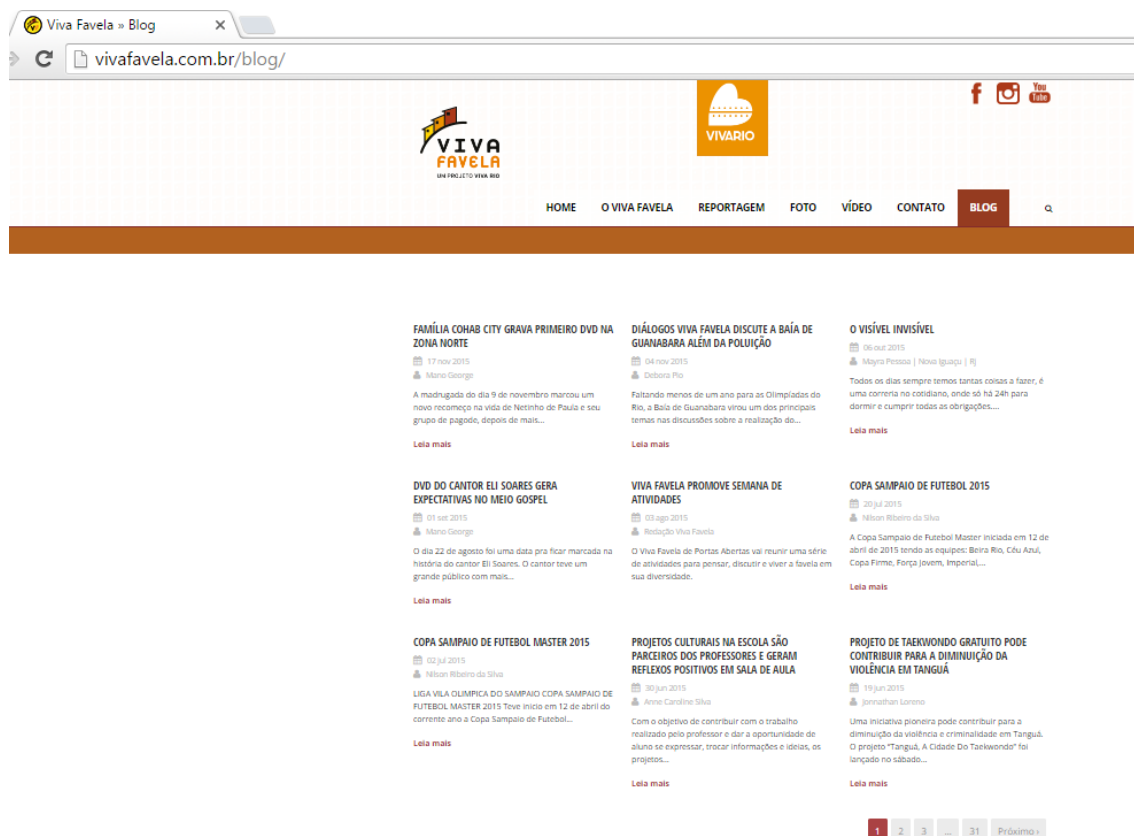 Viva Favela » Blog
vivafavela.com.br/blog/
You
Tube
VIVARIO
VIVA
FAVELA
UM PROJETO VIVA RIO
HOME O VIVA FAVELA REPORTAGEM FOTO VÍDEO CONTATO BLOG
FAMÍLIA COHAB CITY GRAVA PRIMEIRO DVD NA
ZONA NORTE
17 nov 2015
Mano George
A madrugada do dia 9 de novembro marcou um
novo recomeço na vida de Netinho de Paula e seu
grupo de pagode, depois de mais...
Leia mais
DIÁLOGOS VIVA FAVELA DISCUTE A BAÍA DE
GUANABARA ALÉM DA POLUIÇÃO
04 nov 2015
Debora Pio
Faltando menos de um ano para as Olimpíadas do
Rio, a Baía de Guanabara virou um dos principais
temas nas discussões sobre a realização do...
Leia mais
O VISÍVEL INVISÍVEL
06 out 2015
Mayra Pessoa | Nova Iguaçu | RJ
Todos os dias sempre temos tantas coisas a fazer, é
uma correria no cotidiano, onde só há 24h para
dormir e cumprir todas as obrigações....
Leia mais
DVD DO CANTOR ELI SOARES GERA
EXPECTATIVAS NO MEIO GOSPEL
01 set 2015
Mano George
O dia 22 de agosto foi uma data pra ficar marcada na
história do cantor Eli Soares. O cantor teve um
grande público com mais...
Leia mais
VIVA FAVELA PROMOVE SEMANA DE
ATIVIDADES
03 ago 2015
Redação Viva Favela
O Viva Favela de Portas Abertas vai reunir uma série
de atividades para pensar, discutir e viver a favela em
sua diversidade.
Leia mais
COPA SAMPAIO DE FUTEBOL 2015
20 jul 2015
Nilson Ribeiro da Silva
A Copa Sampaio de Futebol Master iniciada em 12 de
abril de 2015 tendo as equipes: Beira Rio, Céu Azul,
Copa Firme, Força Jovem, Imperial,...
Leia mais
COPA SAMPAIO DE FUTEBOL MASTER 2015
02 jul 2015
Nilson Ribeiro da Silva
LIGA VILA OLIMPICA DO SAMPAIO COPA SAMPAIO DE
FUTEBOL MASTER 2015 Teve inicio em 12 de abril do
corrente ano a Copa Sampaio de Futebol...
Leia mais
PROJETOS CULTURAIS NA ESCOLA SÃO
PARCEIROS DOS PROFESSORES E GERAM
REFLEXOS POSITIVOS EM SALA DE AULA
30 jun 2015
Anne Caroline Silva
Com o objetivo de contribuir com o trabalho
realizado pelo professor e dar a oportunidade de
aluno se expressar, trocar informações e ideias, os
projetos...
Leia mais
PROJETO DE TAEKWONDO GRATUITO PODE
CONTRIBUIR PARA A DIMINUIÇÃO DA
VIOLÊNCIA EM TANGUÁ
19 jun 2015
Jonnathan Loreno
Uma iniciativa pioneira pode contribuir para a
diminuição da violência e criminalidade em Tanguá.
O projeto "Tanguá, A Cidade Do Taekwondo" foi
lançado no sábado...
Leia mais
1 2 3 ... 31 Próximo ›